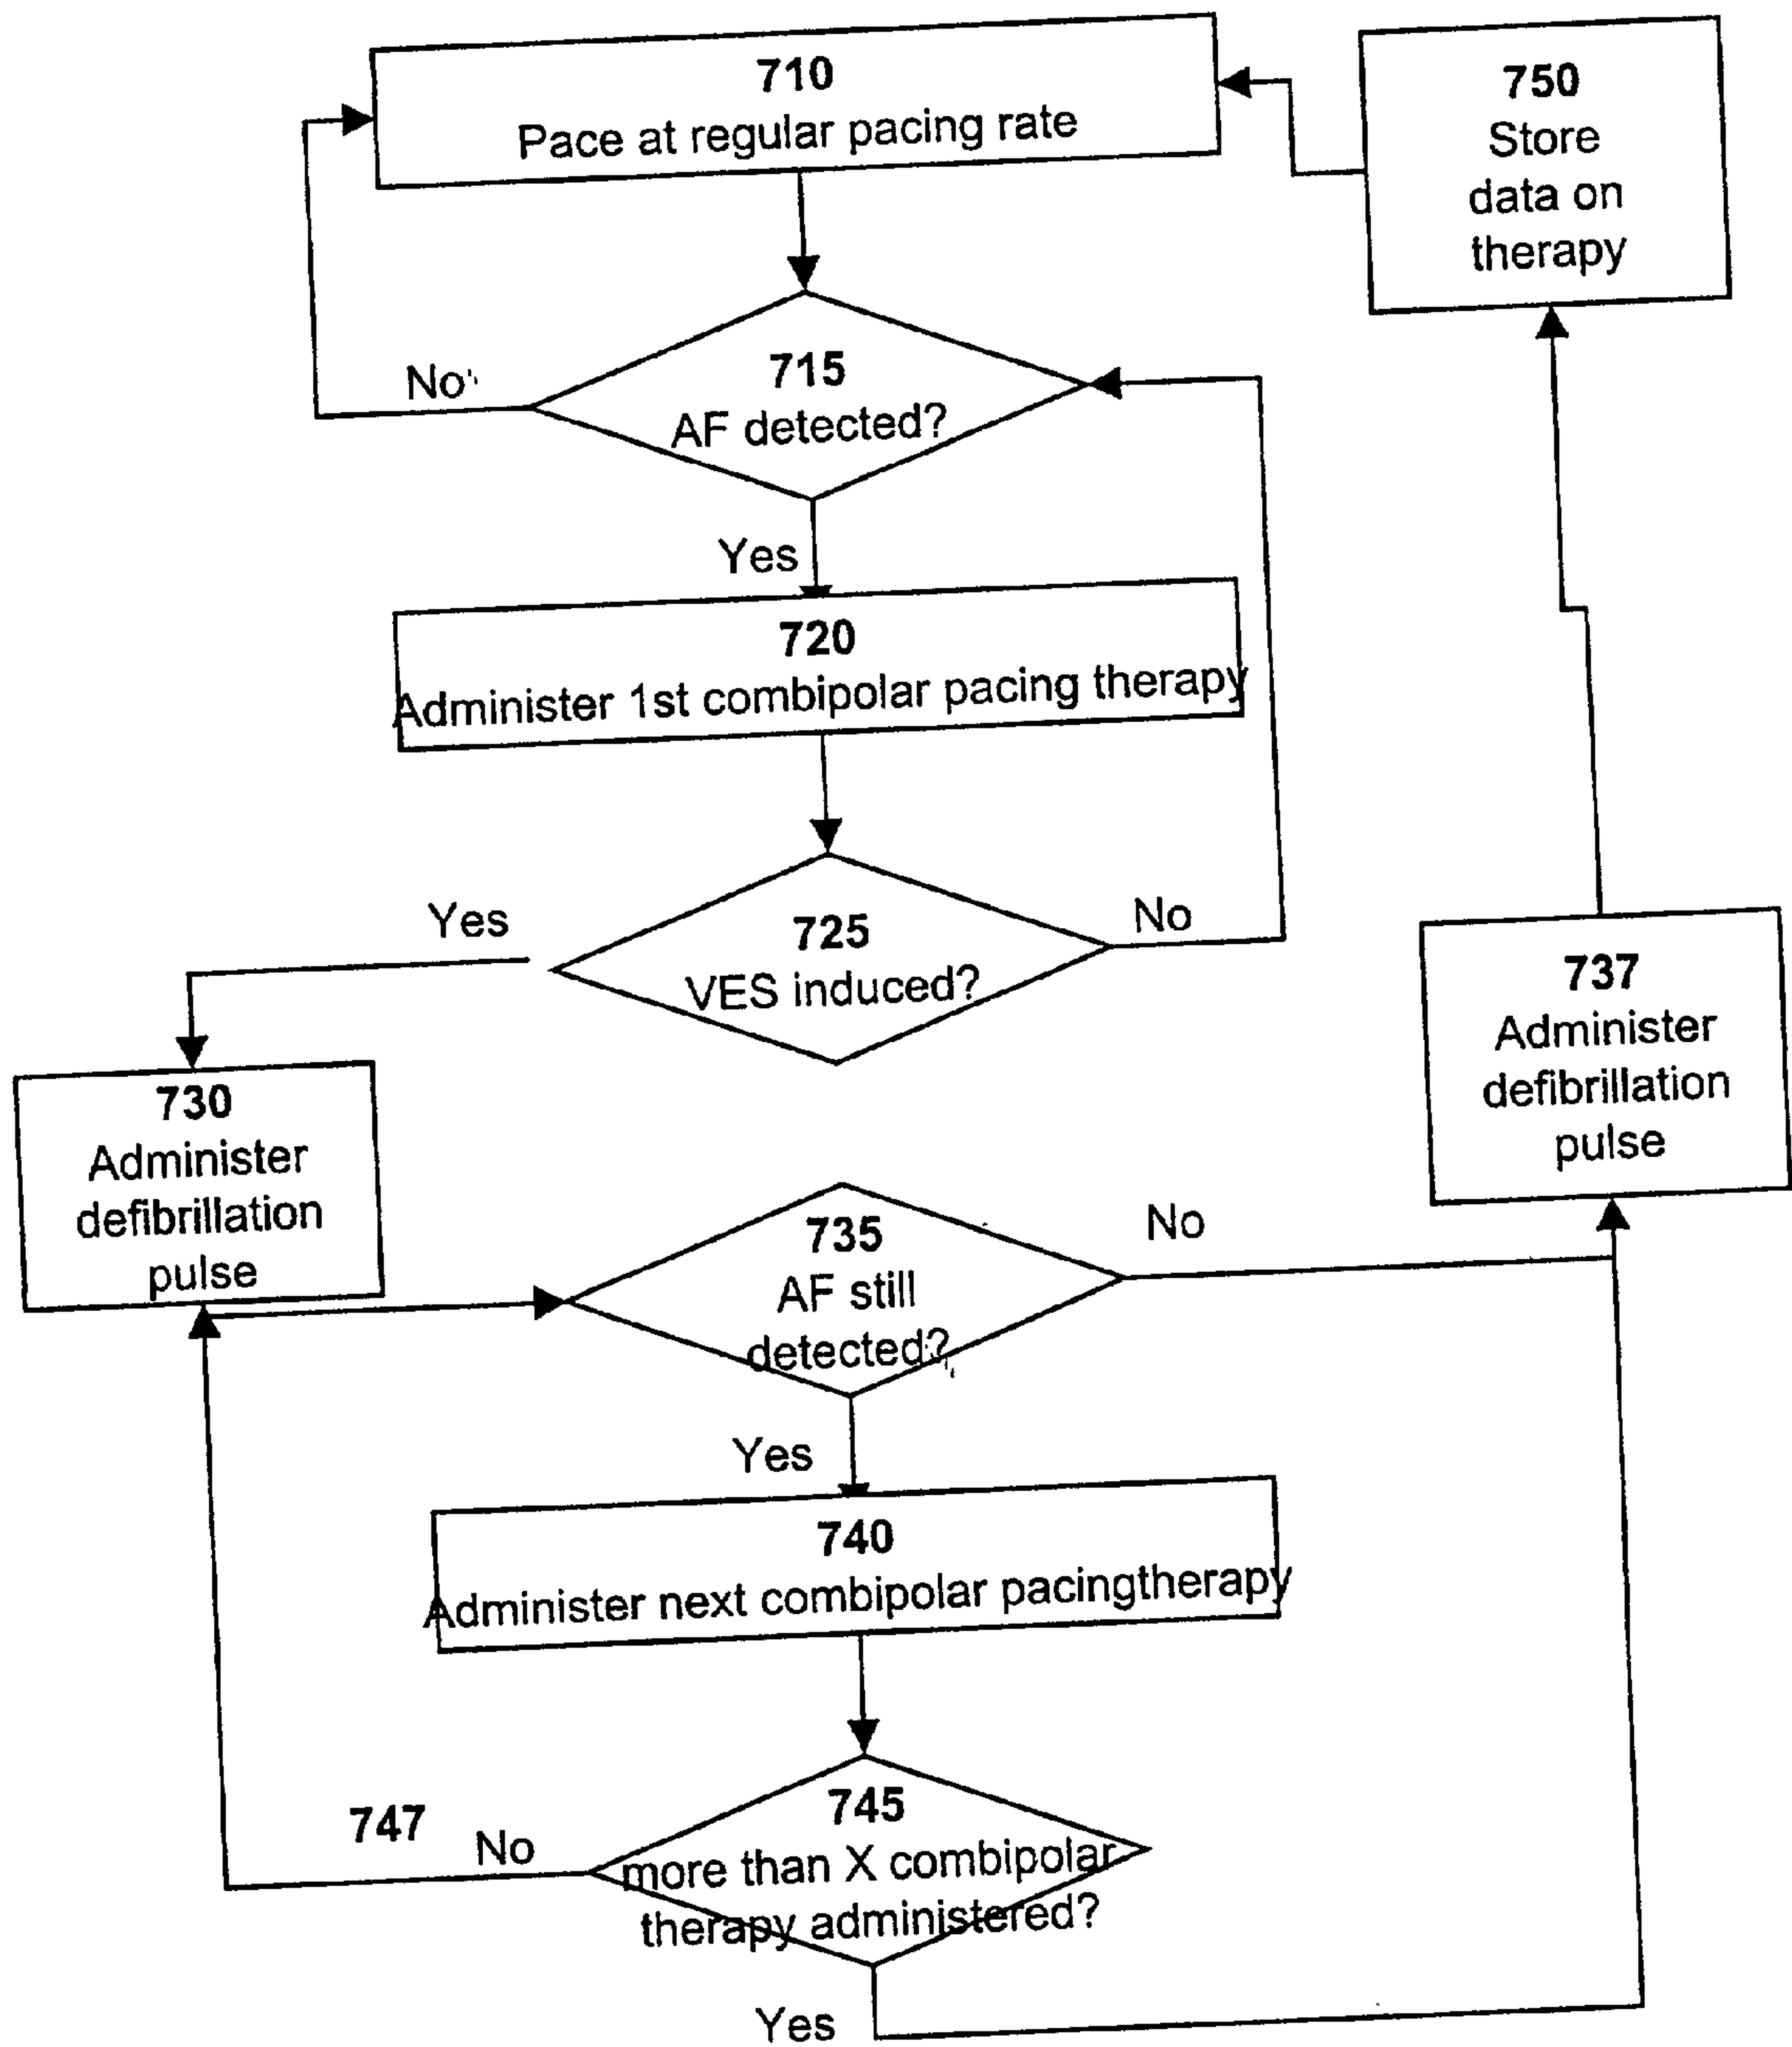 710
Pace at regular pacing rate
750
Store
data on
therapy
No
715
AF detected?
Yes
720
Administer 1st combipolar pacing therapy
Yes
725
VES induced?
No
730
Administer
defibrillation
pulse
737
Administer
defibrillation
pulse
735
AF still
detected?
No
Yes
740
Administer next combipolar pacingtherapy
747
No
745
more than X combipolar
therapy administered?
Yes